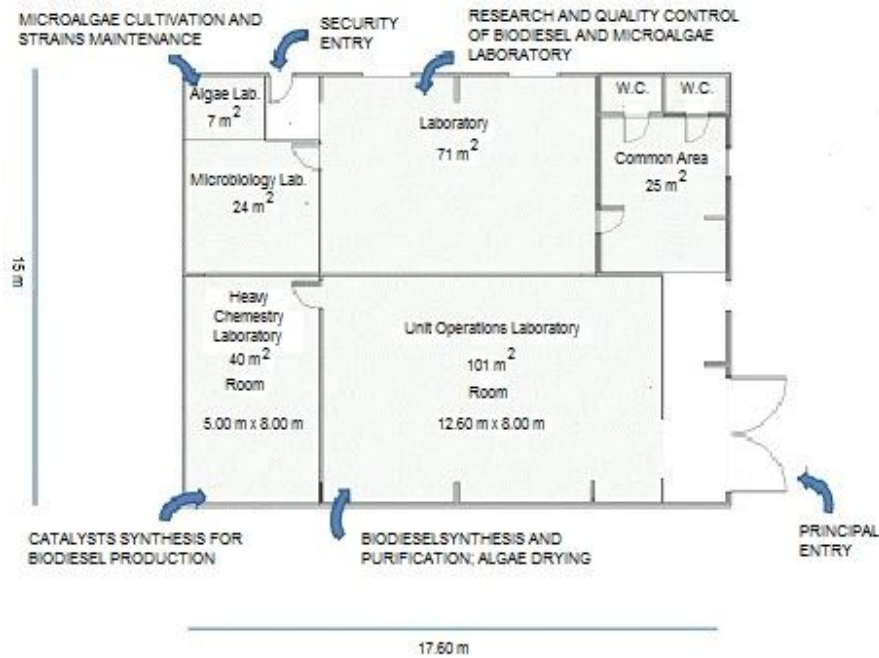 MICROALGAE CULTIVATION AND
STRAINS MAINTENANCE
SECURITY
ENTRY
RESEARCH AND QUALITY CONTROL
OF BIODIESEL AND MICROALGAE
LABORATORY
Algae Lab.
7 m²
Laboratory
71 m²
W.C.
W.C.
Common Area
25 m²
Microbiology Lab.
24 m²
15 m
Heavy
Chemestry
Laboratory
40 m²
Room
5.00 m x 8.00 m
Unit Operations Laboratory
101 m²
Room
12.60 m x 8.00 m
CATALYSTS SYNTHESIS FOR
BIODIESEL PRODUCTION
BIODIESELSYNTHESIS AND
PURIFICATION; ALGAE DRYING
PRINCIPAL
ENTRY
17.60 m